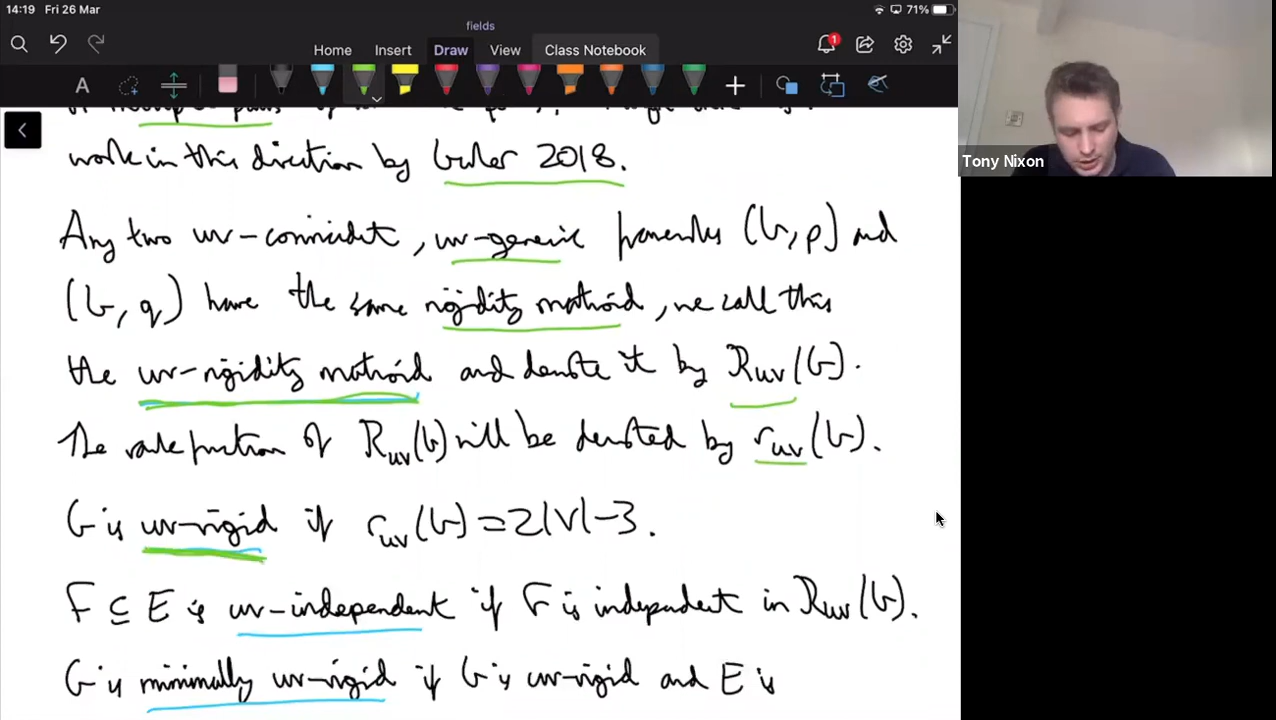 14:19 Fri 26 Mar
71%
fields
Home Insert Draw View Class Notebook
1
A
Tony Nixon
work in this direction by Guler 2018.
Any two uv-coincident, uv-generic frameworks (G, p) and
(G, q) have the same rigidity matroid, we call this
the uv-rigidity matroid and denote it by Ruv(G).
The rank function of Ruv(G) will be denoted by ruv(G).
G is uv-rigid if ruv(G) = 2|V|-3.
F ⊆ E is uv-independent if F is independent in Ruv(G).
G is minimally uv-rigid if G is uv-rigid and E is